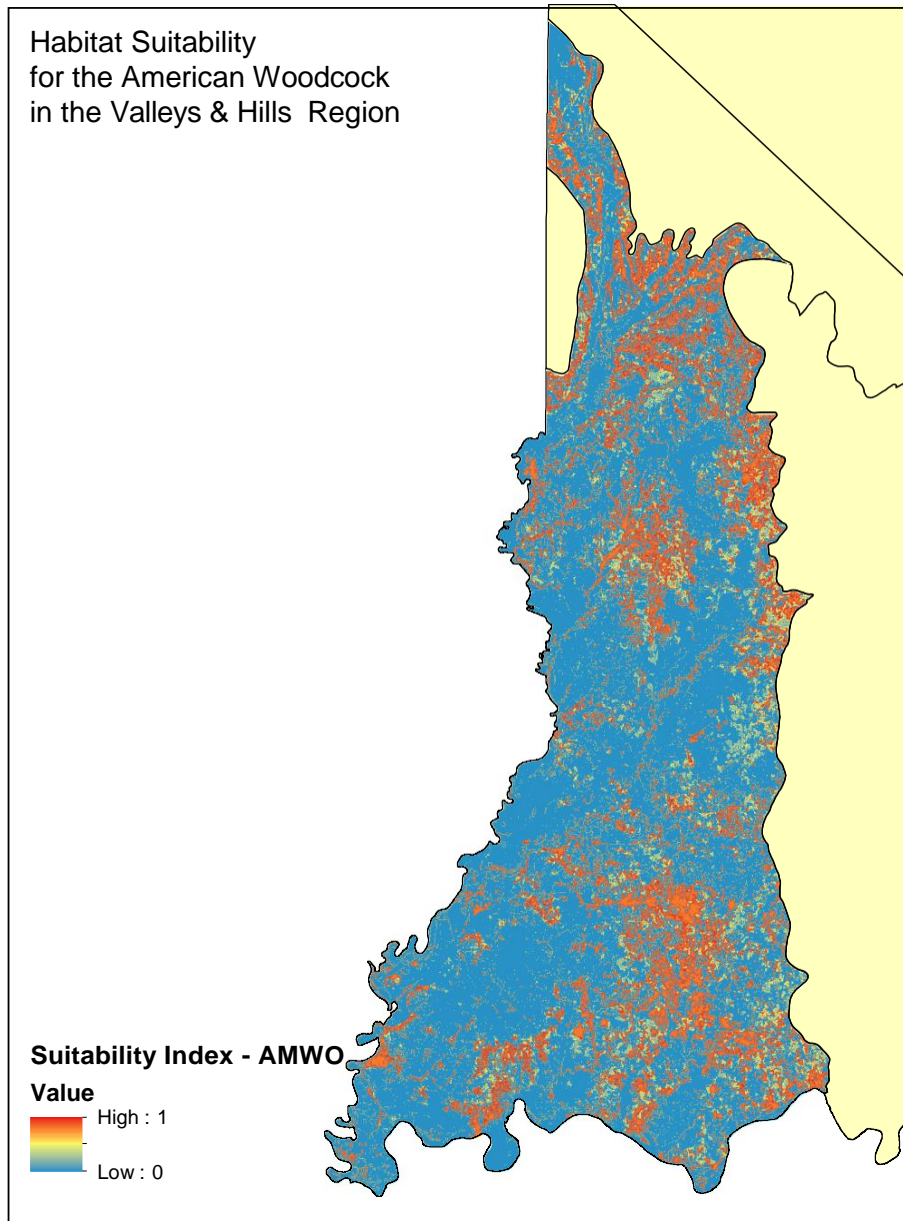 Habitat Suitability
for the American Woodcock
in the Valleys & Hills Region
Suitability Index - AMWO
Value
High : 1
Low : 0